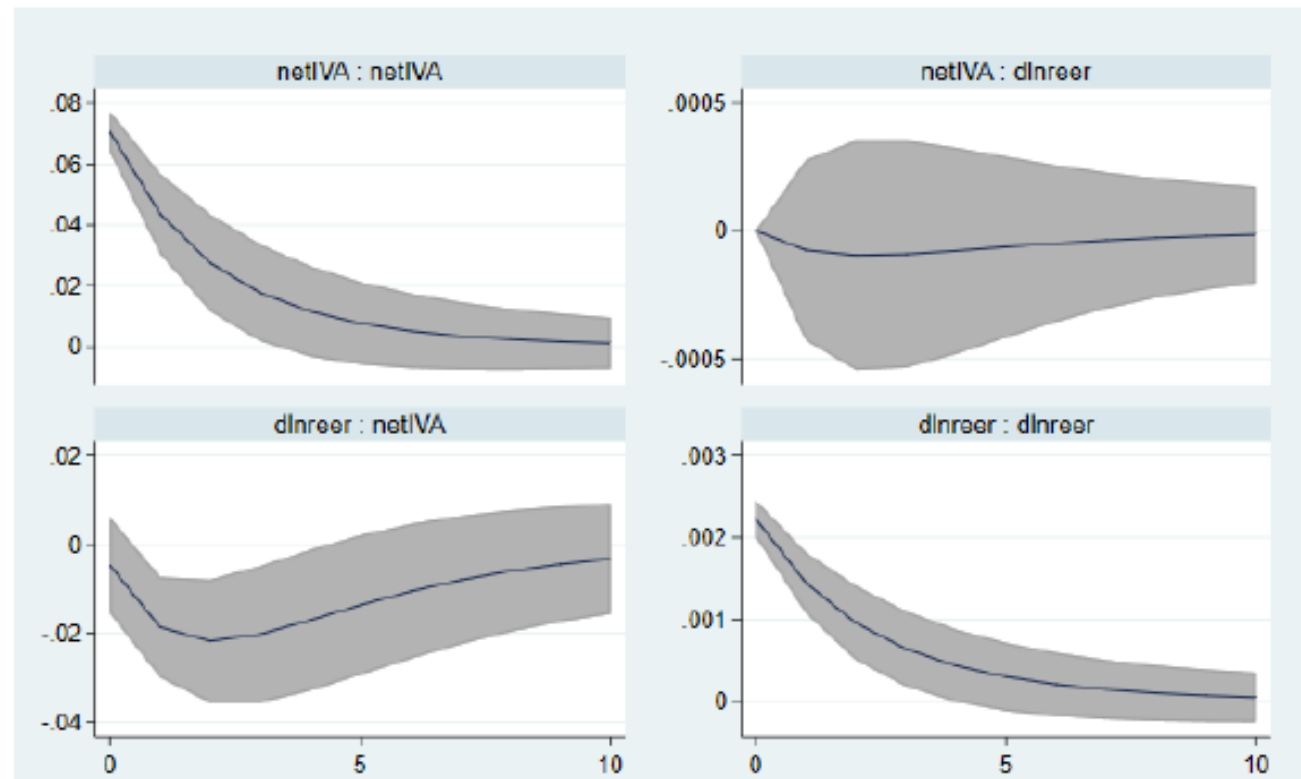 netIVA : netIVA
.08
.06
.04
.02
0
netIVA : dlnreer
.0005
0
-.0005
dlnreer : netIVA
.02
0
-.02
-.04
0 5 10
dlnreer : dlnreer
.003
.002
.001
0
0 5 10